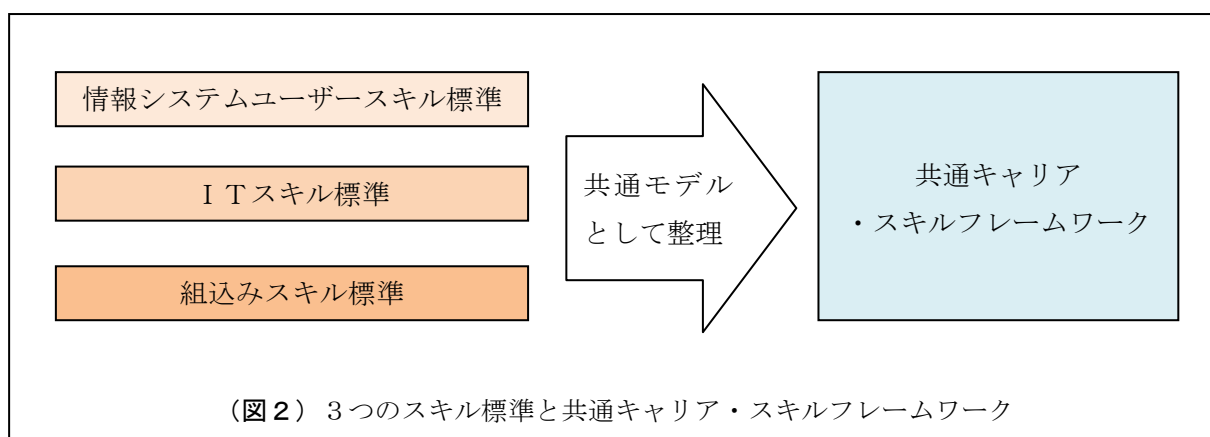 情報システムユーザースキル標準
ITスキル標準
組込みスキル標準
共通モデル
として整理
共通キャリア
・スキルフレームワーク
(図2)3つのスキル標準と共通キャリア・スキルフレームワーク